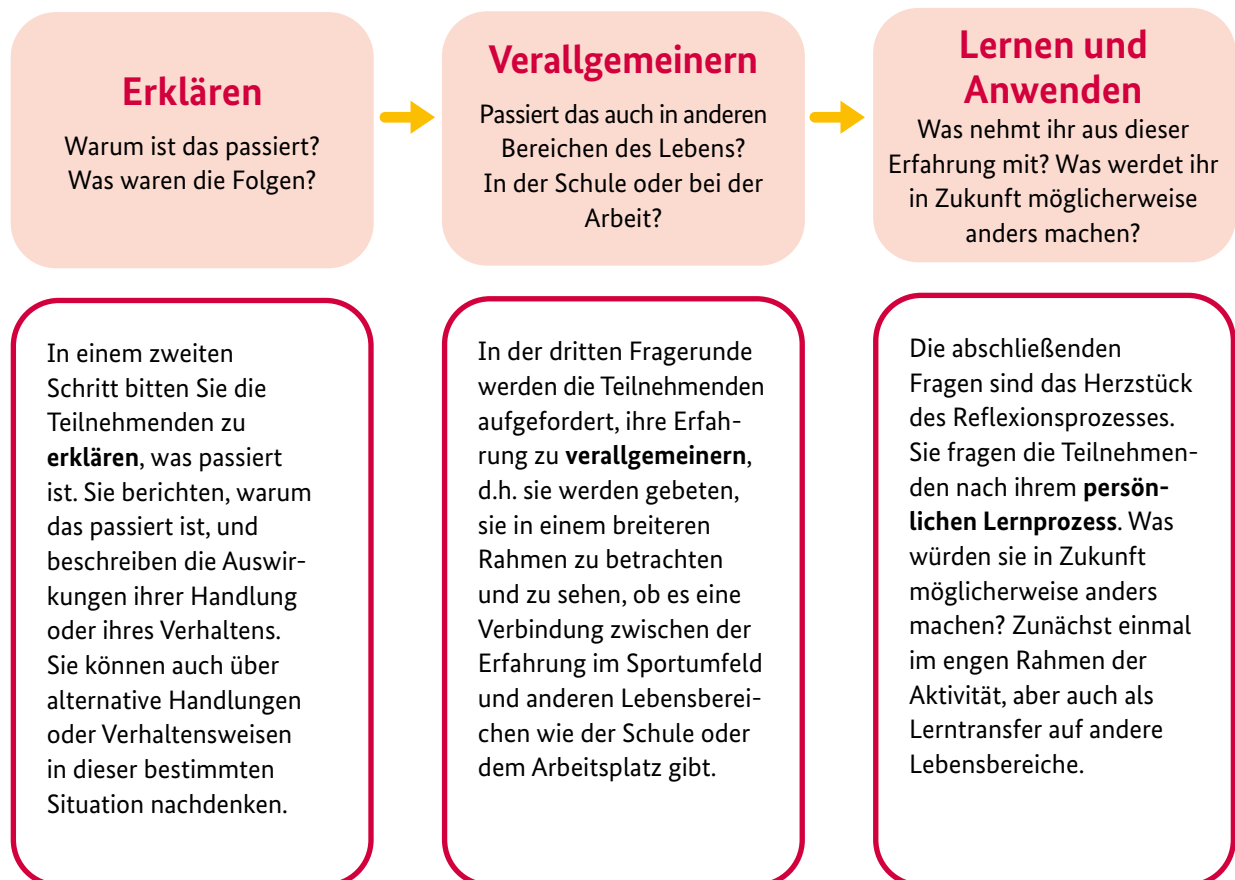 Erklären
Warum ist das passiert?
Was waren die Folgen?
Verallgemeinern
Passiert das auch in anderen
Bereichen des Lebens?
In der Schule oder bei der
Arbeit?
Lernen und
Anwenden
Was nehmt ihr aus dieser
Erfahrung mit? Was werdet ihr
in Zukunft möglicherweise
anders machen?
In einem zweiten
Schritt bitten Sie die
Teilnehmenden zu
erklären, was passiert
ist. Sie berichten, warum
das passiert ist, und
beschreiben die Auswir-
kungen ihrer Handlung
oder ihres Verhaltens.
Sie können auch über
alternative Handlungen
oder Verhaltensweisen
in dieser bestimmten
Situation nachdenken.
In der dritten Fragerunde
werden die Teilnehmenden
aufgefordert, ihre Erfah-
rung zu verallgemeinern,
d.h. sie werden gebeten,
sie in einem breiteren
Rahmen zu betrachten
und zu sehen, ob es eine
Verbindung zwischen der
Erfahrung im Sportumfeld
und anderen Lebensberei-
chen wie der Schule oder
dem Arbeitsplatz gibt.
Die abschließenden
Fragen sind das Herzstück
des Reflexionsprozesses.
Sie fragen die Teilnehmen-
den nach ihrem persön-
lichen Lernprozess. Was
würden sie in Zukunft
möglicherweise anders
machen? Zunächst einmal
im engen Rahmen der
Aktivität, aber auch als
Lerntransfer auf andere
Lebensbereiche.